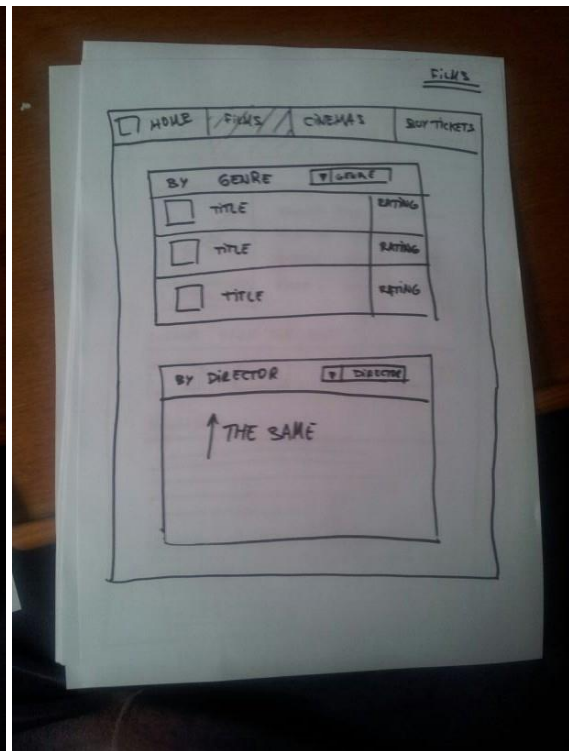 FILMS
HOME FILMS CINEMAS BUY TICKETS
BY GENRE GENRE
TITLE RATING
TITLE RATING
TITLE RATING
BY DIRECTOR DIRECTOR
THE SAME